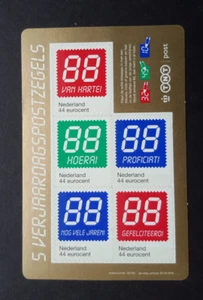 5 VERJAARDAGSPOSTZEGELS
88
VAN HARTE!
Nederland
44 eurocent
TNT post
88
HOERA!
Nederland
44 eurocent
88
PROFICIAT!
Nederland
44 eurocent
88
NOG VELE JAREN!
Nederland
44 eurocent
88
GEFELICITEERD!
Nederland
44 eurocent